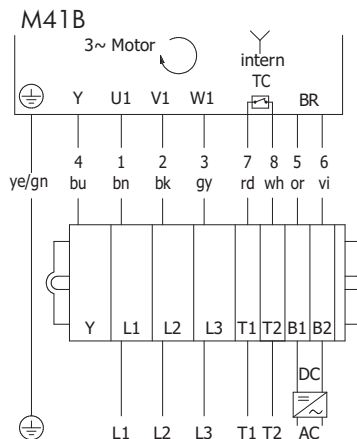 M41B
3~ Motor
intern
TC
Y U1 V1 W1 BR
4 1 2 3 7 8 5 6
ye/gn bu bn bk gy rd wh or vi
Y L1 L2 L3 T1 T2 B1 B2
DC
= ~
L1 L2 L3 T1 T2 AC